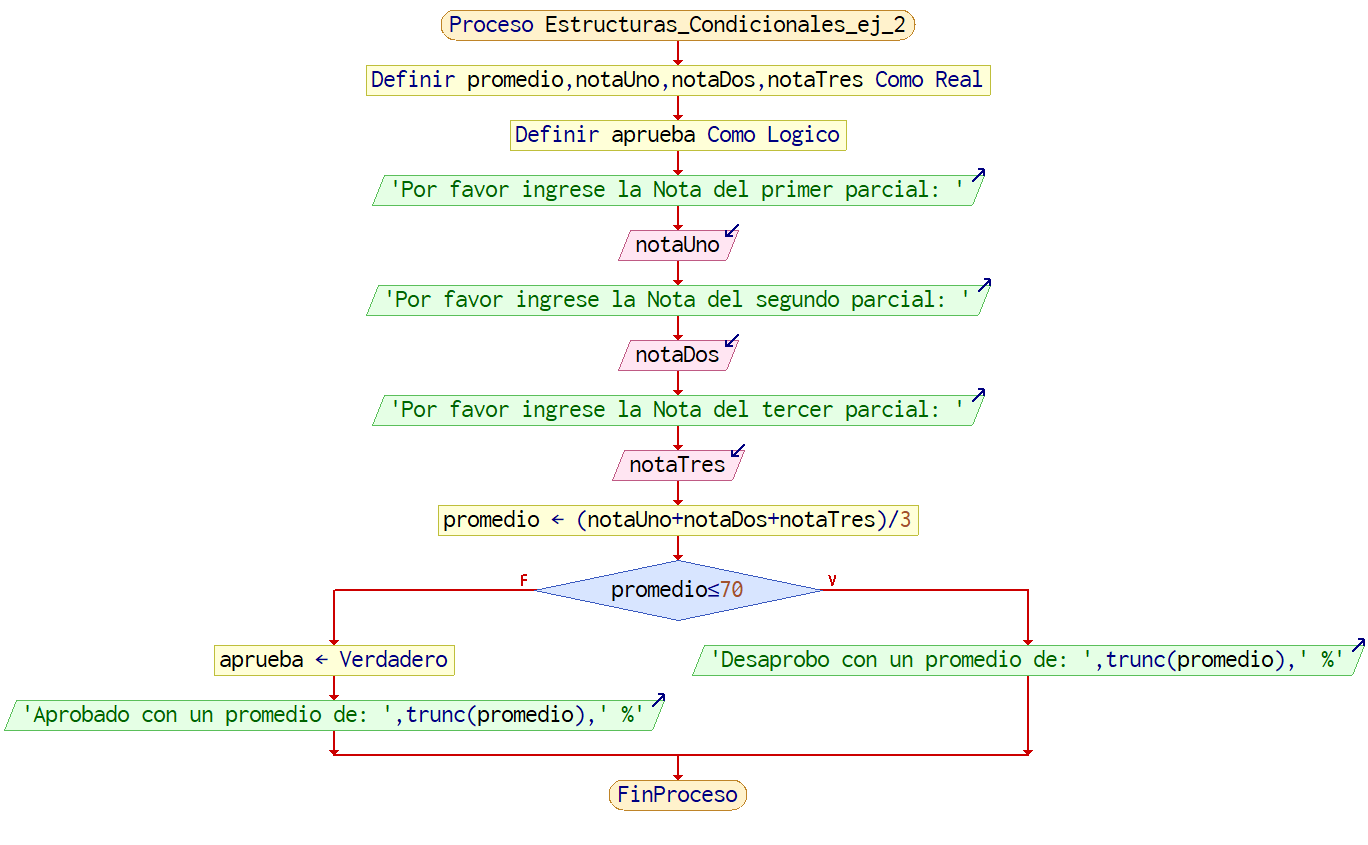 Proceso Estructuras_Condicionales_ej_2
Definir promedio,notaUno,notaDos,notaTres Como Real
Definir aprueba Como Logico
'Por favor ingrese la Nota del primer parcial: '
notaUno
'Por favor ingrese la Nota del segundo parcial: '
notaDos
'Por favor ingrese la Nota del tercer parcial: '
notaTres
promedio ← (notaUno+notaDos+notaTres)/3
F
promedio≤70
V
aprueba ← Verdadero
'Desaprobo con un promedio de: ',trunc(promedio),' %'
'Aprobado con un promedio de: ',trunc(promedio),' %'
FinProceso